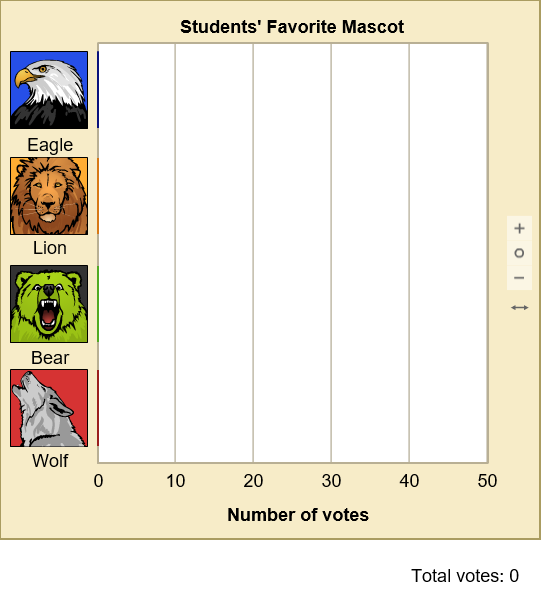 Students' Favorite Mascot
Eagle
Lion
Bear
Wolf
0 10 20 30 40 50
Number of votes
Total votes: 0